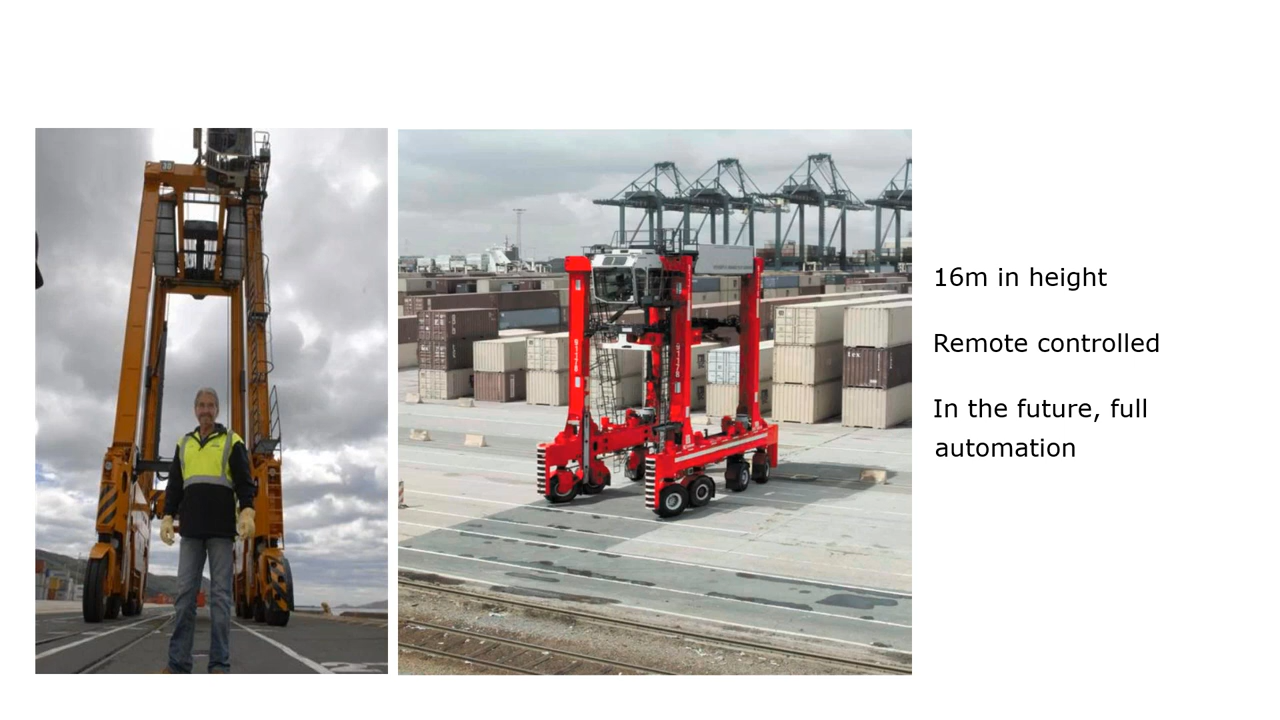 16m in height
Remote controlled
In the future, full
automation